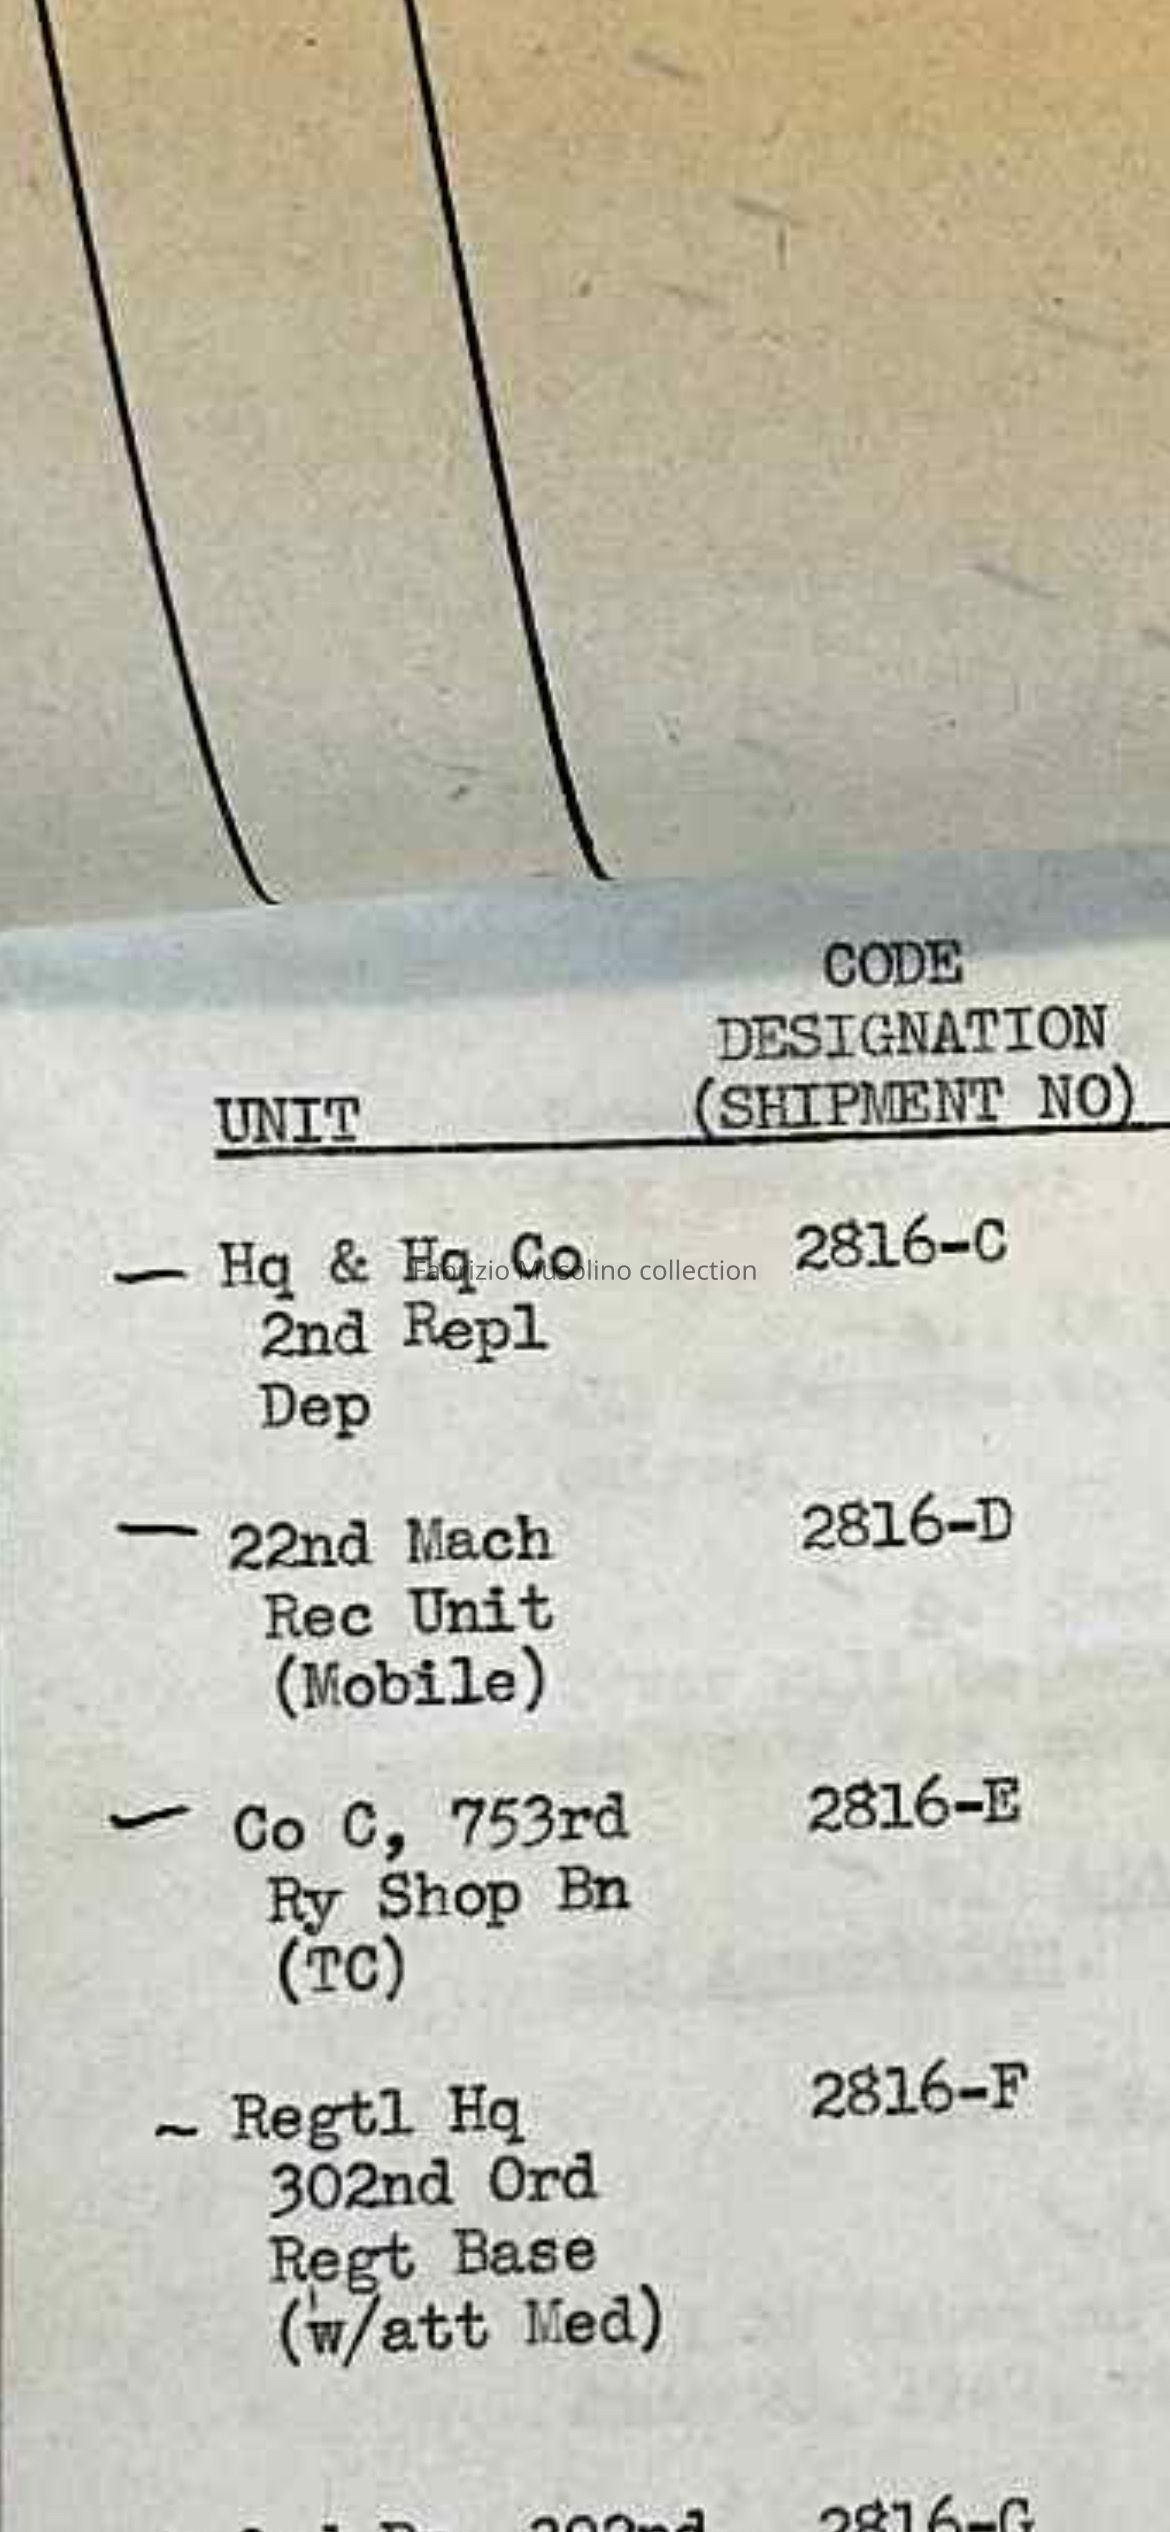 CODE
DESIGNATION
UNIT (SHIPMENT NO)
Hq & Hq Co 2816-C
Fabrizio Musolino collection
2nd Repl
Dep
22nd Mach 2816-D
Rec Unit
(Mobile)
Co C, 753rd 2816-E
Ry Shop Bn
(TC)
Regtl Hq 2816-F
302nd Ord
Regt Base
(w/att Med)
2816-G